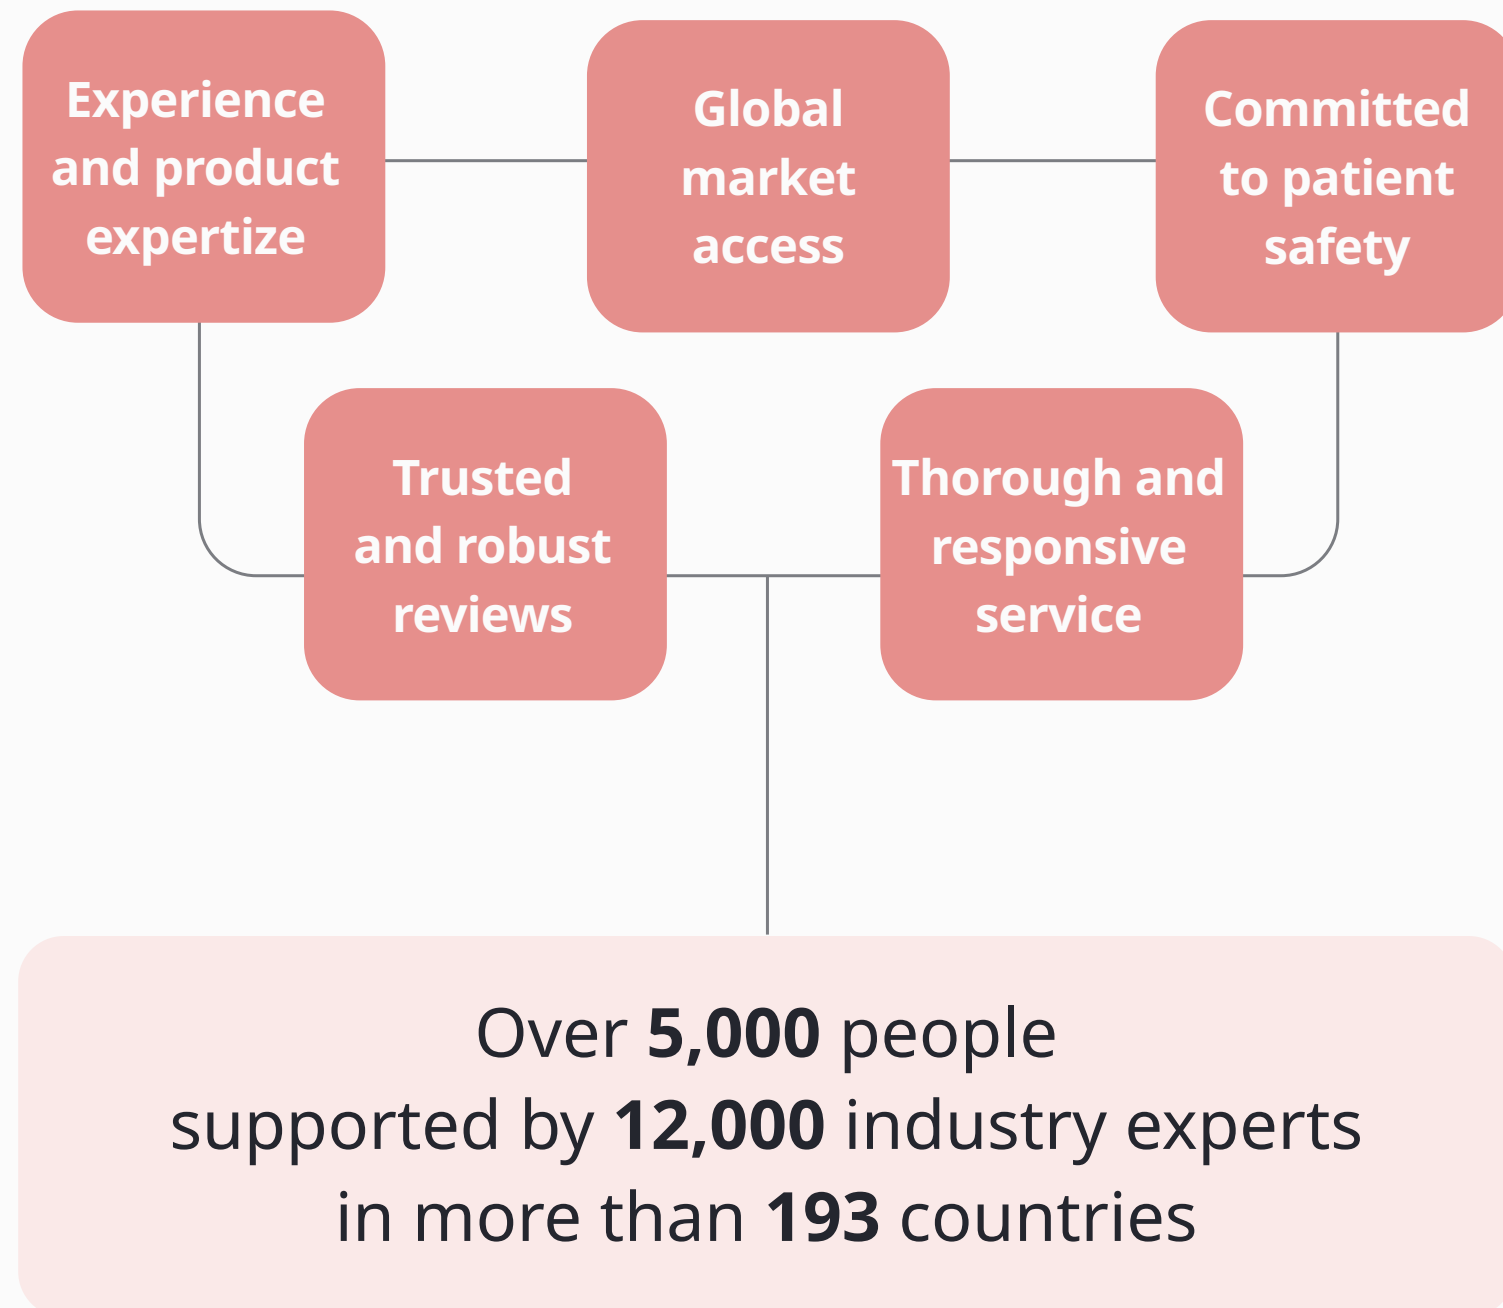 Experience
and product
expertize
Global
market
access
Committed
to patient
safety
Trusted
and robust
reviews
Thorough and
responsive
service
Over 5,000 people
supported by 12,000 industry experts
in more than 193 countries